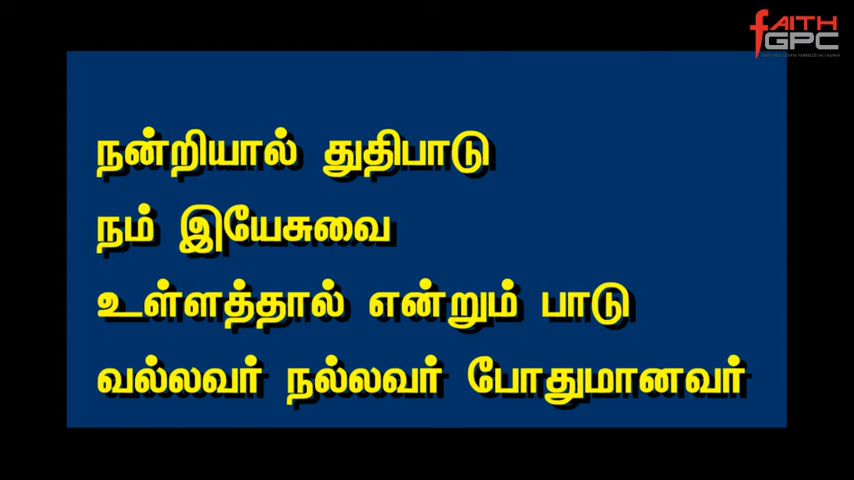 FAITH
GPC
நன்றியால் துதிபாடு
நம் இயேசுவை
உள்ளத்தால் என்றும் பாடு
வல்லவர் நல்லவர் போதுமானவர்